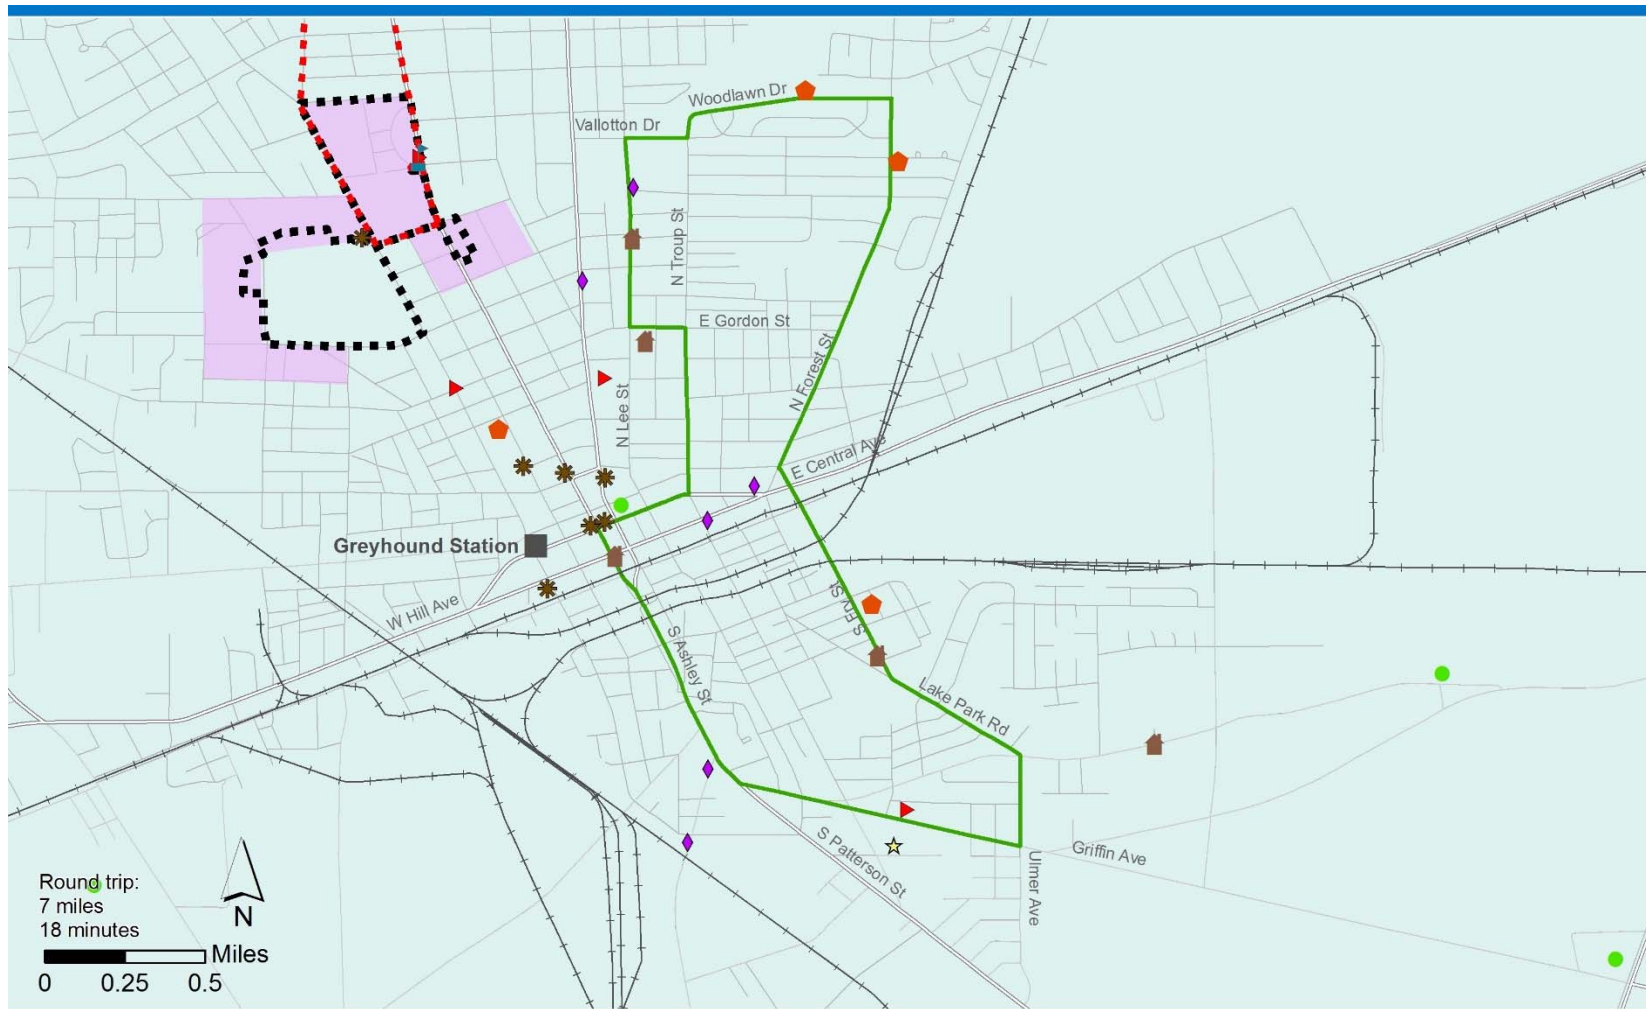 Woodlawn Dr
Vallotton Dr
N Troup St
E Gordon St
N Forest St
N Lee St
E Central Ave
Greyhound Station
W Hill Ave
S Fry St
S Ashley St
Lake Park Rd
S Patterson St
Griffin Ave
Ulmer Ave
Round trip:
7 miles
18 minutes
N
Miles
0 0.25 0.5